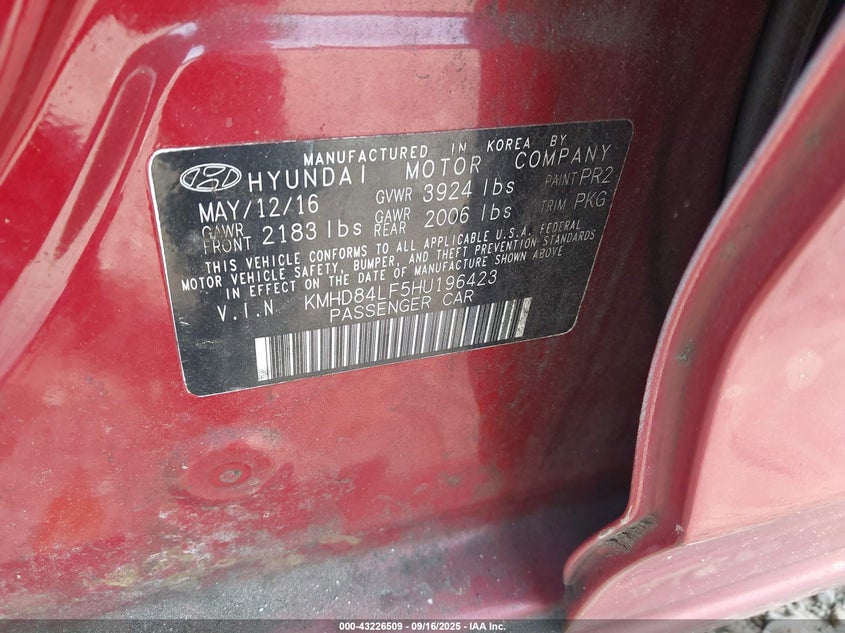 MANUFACTURED IN KOREA BY
HYUNDAI MOTOR COMPANY
MAY/12/16 GVWR 3924 lbs PAINT PR2
GAWR FRONT 2183 lbs GAWR REAR 2006 lbs TRIM PKG
THIS VEHICLE CONFORMS TO ALL APPLICABLE U.S.A. FEDERAL
MOTOR VEHICLE SAFETY, BUMPER, AND THEFT PREVENTION STANDARDS
IN EFFECT ON THE DATE OF MANUFACTURE SHOWN ABOVE
V.I.N KMHD84LF5HU196423
PASSENGER CAR
000-43226509 - 09/16/2025 - IAA Inc.